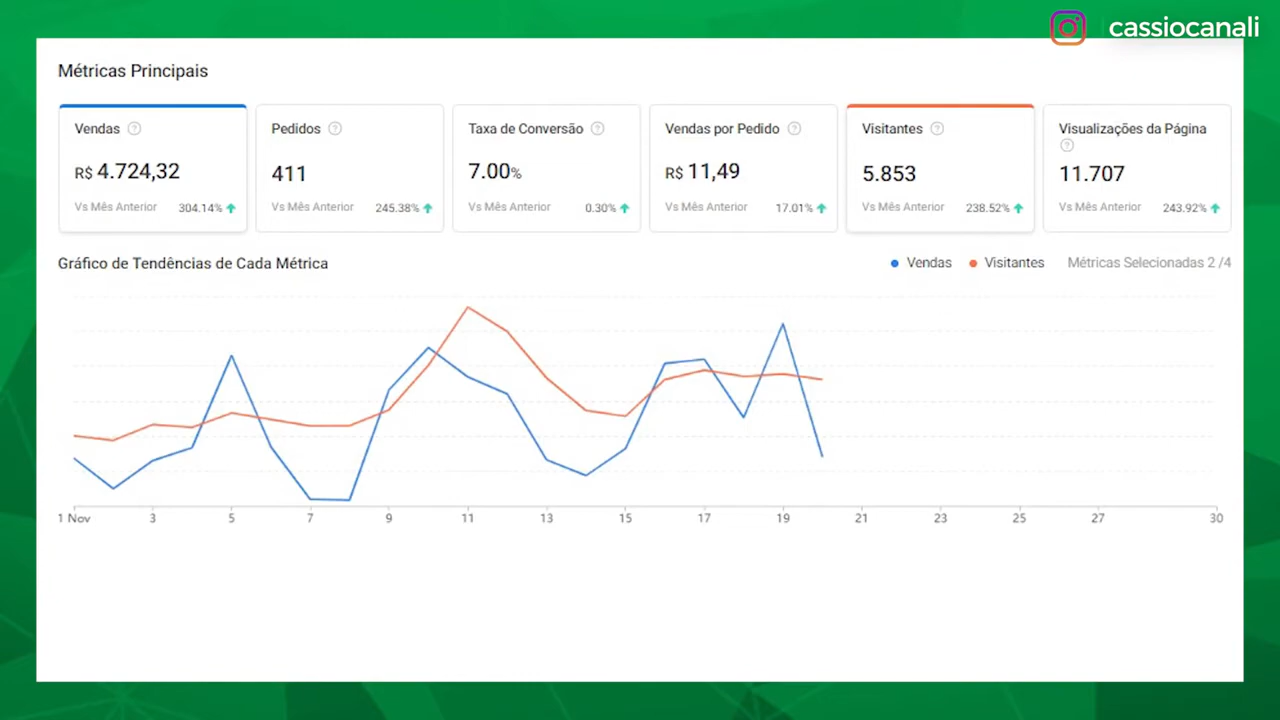 cassiocanali
Métricas Principais
Vendas
R$ 4.724,32
Vs Mês Anterior 304.14%
Pedidos
411
Vs Mês Anterior 245.38%
Taxa de Conversão
7.00%
Vs Mês Anterior 0.30%
Vendas por Pedido
R$ 11,49
Vs Mês Anterior 17.01%
Visitantes
5.853
Vs Mês Anterior 238.52%
Visualizações da Página
11.707
Vs Mês Anterior 243.92%
Gráfico de Tendências de Cada Métrica
Vendas Visitantes Métricas Selecionadas 2 /4
1 Nov 3 5 7 9 11 13 15 17 19 21 23 25 27 30